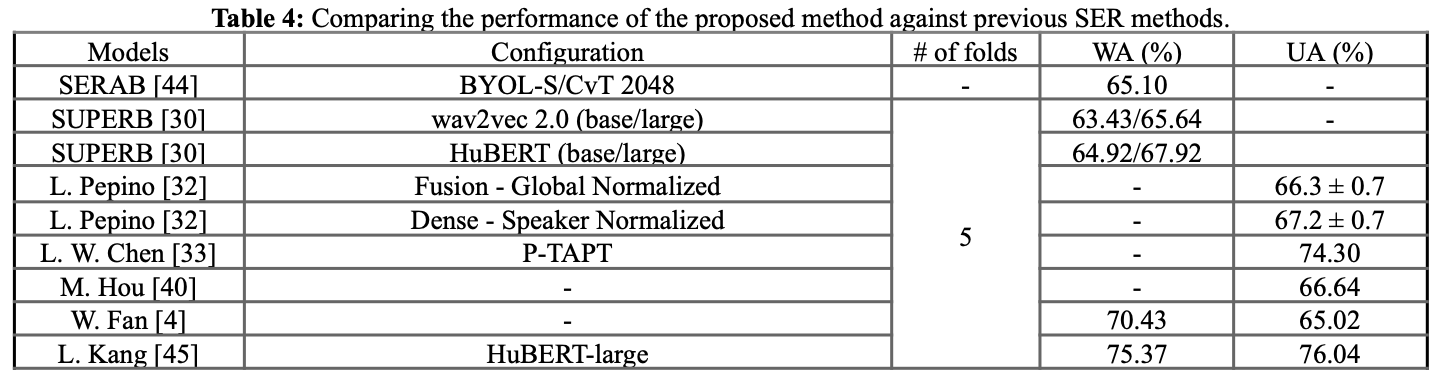 Table 4: Comparing the performance of the proposed method against previous SER methods.
Models Configuration # of folds WA (%) UA (%)
SERAB [44] BYOL-S/CvT 2048 - 65.10 -
SUPERB [30] wav2vec 2.0 (base/large) 63.43/65.64 -
SUPERB [30] HuBERT (base/large) 64.92/67.92
L. Pepino [32] Fusion - Global Normalized - 66.3 ± 0.7
L. Pepino [32] Dense - Speaker Normalized - 67.2 ± 0.7
5
L. W. Chen [33] P-TAPT - 74.30
M. Hou [40] - - 66.64
W. Fan [4] - 70.43 65.02
L. Kang [45] HuBERT-large 75.37 76.04